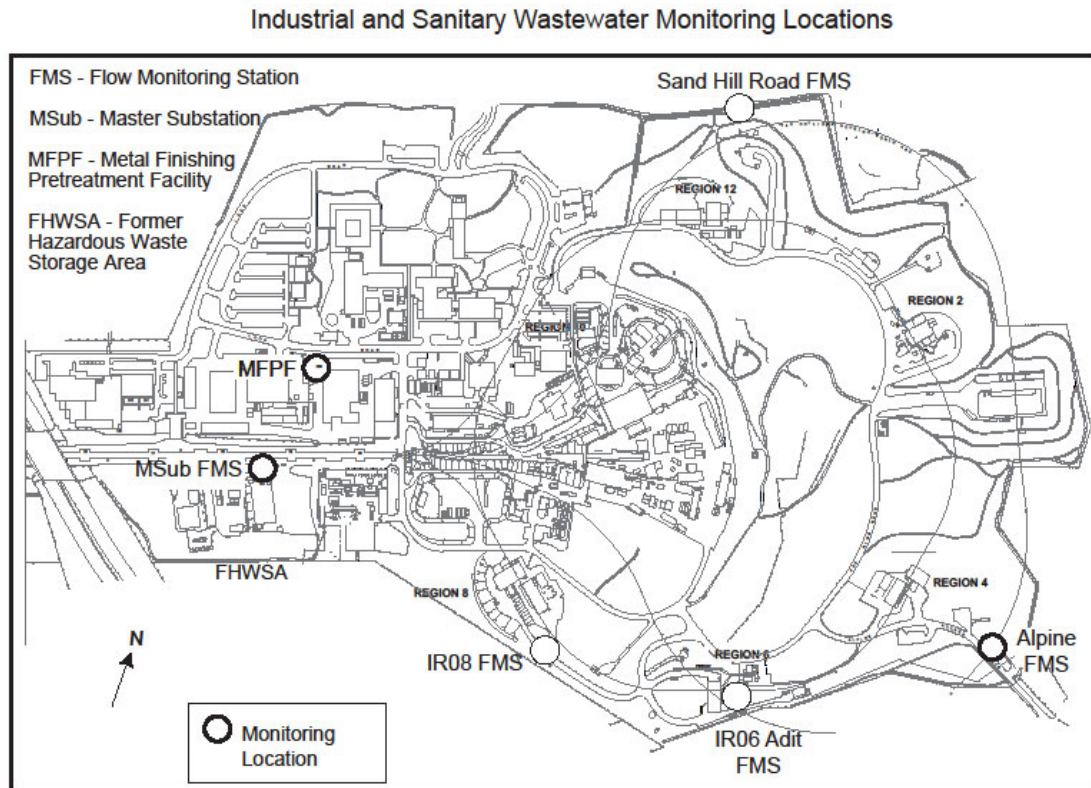 Industrial and Sanitary Wastewater Monitoring Locations
FMS - Flow Monitoring Station
MSub - Master Substation
MFPF - Metal Finishing
Pretreatment Facility
FHWSA - Former
Hazardous Waste
Storage Area
Sand Hill Road FMS
REGION 12
REGION 2
REGION 10
MFPF
MSub FMS
FHWSA
REGION 8
REGION 4
IR08 FMS
REGION 6
Alpine
FMS
IR06 Adit
FMS
N
Monitoring
Location